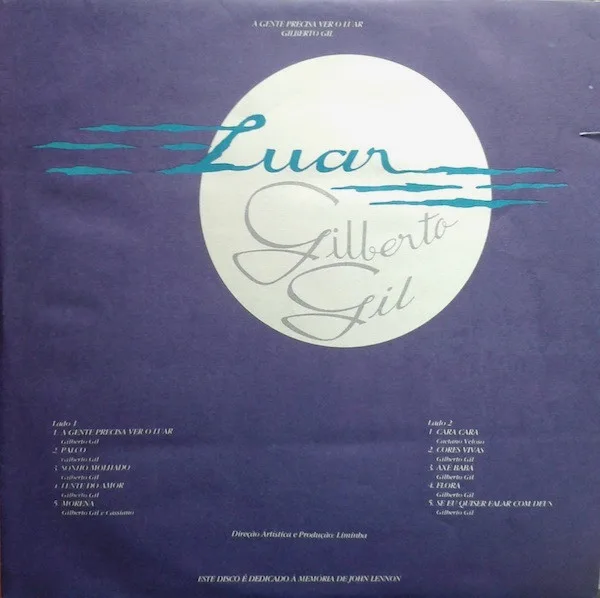 A GENTE PRECISA VER O LUAR
GILBERTO GIL
Luar
Gilberto
Gil
Lado 1
1. A GENTE PRECISA VER O LUAR
Gilberto Gil
2. PALCO
Gilberto Gil
3. SONHO MOLHADO
Gilberto Gil
4. LENTE DO AMOR
Gilberto Gil
5. MORENA
Gilberto Gil e Capinam
Lado 2
1. CARA CARA
Caetano Veloso
2. CORES VIVAS
Gilberto Gil
3. AXE BABÁ
Gilberto Gil
4. FLORA
Gilberto Gil
5. SE EU QUISER FALAR COM DEUS
Gilberto Gil
Direção Artística e Produção: Liminha
ESTE DISCO É DEDICADO À MEMÓRIA DE JOHN LENNON